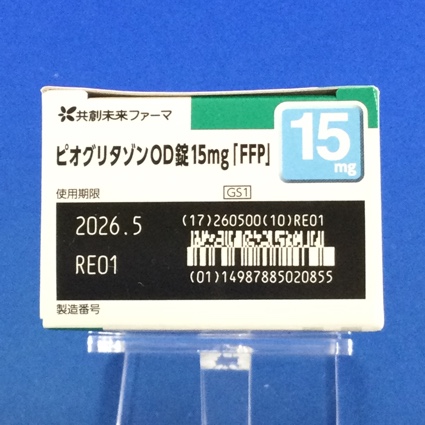 共創未来ファーマ
ピオグリタゾンOD錠15mg「FFP」
15
mg
使用期限
GS1
2026.5
(17)260500(10)RE01
RE01
(01)14987885020855
製造番号